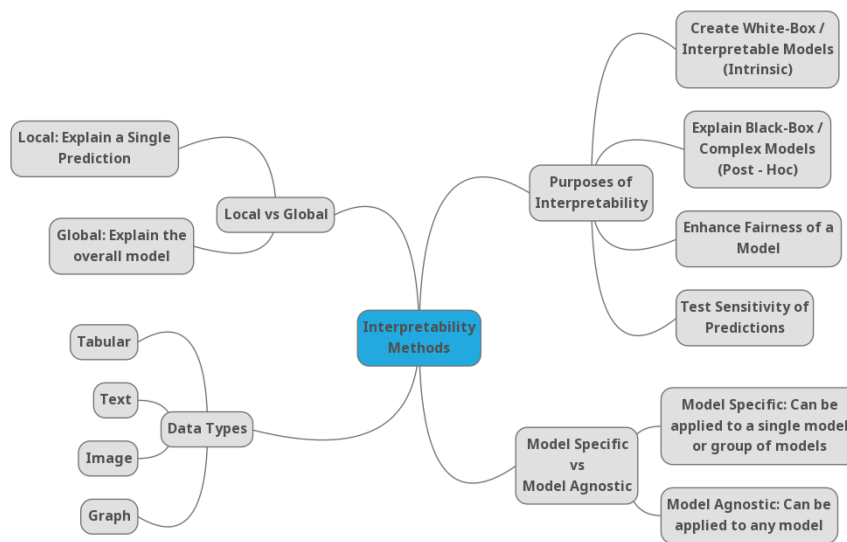 Interpretability
Methods
Local vs Global
Local: Explain a Single
Prediction
Global: Explain the
overall model
Data Types
Tabular
Text
Image
Graph
Purposes of
Interpretability
Create White-Box /
Interpretable Models
(Intrinsic)
Explain Black-Box /
Complex Models
(Post - Hoc)
Enhance Fairness of a
Model
Test Sensitivity of
Predictions
Model Specific
vs
Model Agnostic
Model Specific: Can be
applied to a single model
or group of models
Model Agnostic: Can be
applied to any model